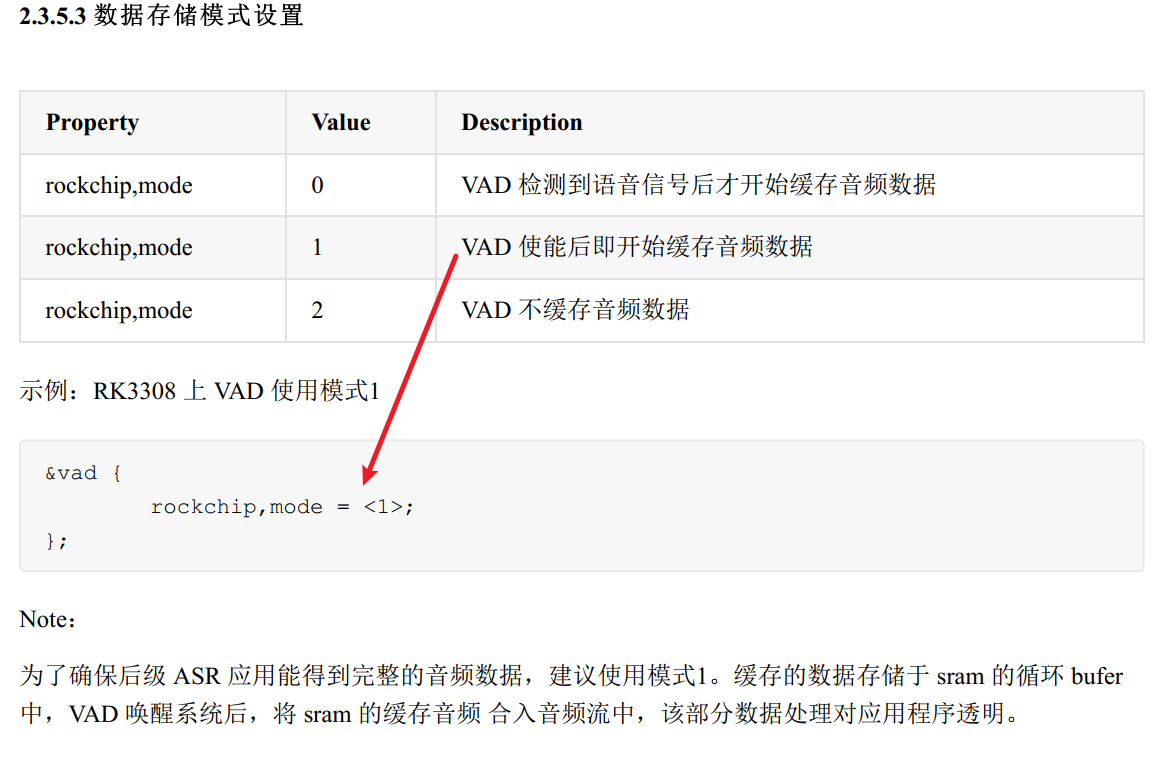 2.3.5.3 数据存储模式设置
Property Value Description
rockchip,mode 0 VAD 检测到语音信号后才开始缓存音频数据
rockchip,mode 1 VAD 使能后即开始缓存音频数据
rockchip,mode 2 VAD 不缓存音频数据
示例：RK3308 上 VAD 使用模式1
&vad {
rockchip,mode = <1>;
};
Note：
为了确保后级 ASR 应用能得到完整的音频数据，建议使用模式1。缓存的数据存储于 sram 的循环 bufer
中，VAD 唤醒系统后，将 sram 的缓存音频 合入音频流中，该部分数据处理对应用程序透明。